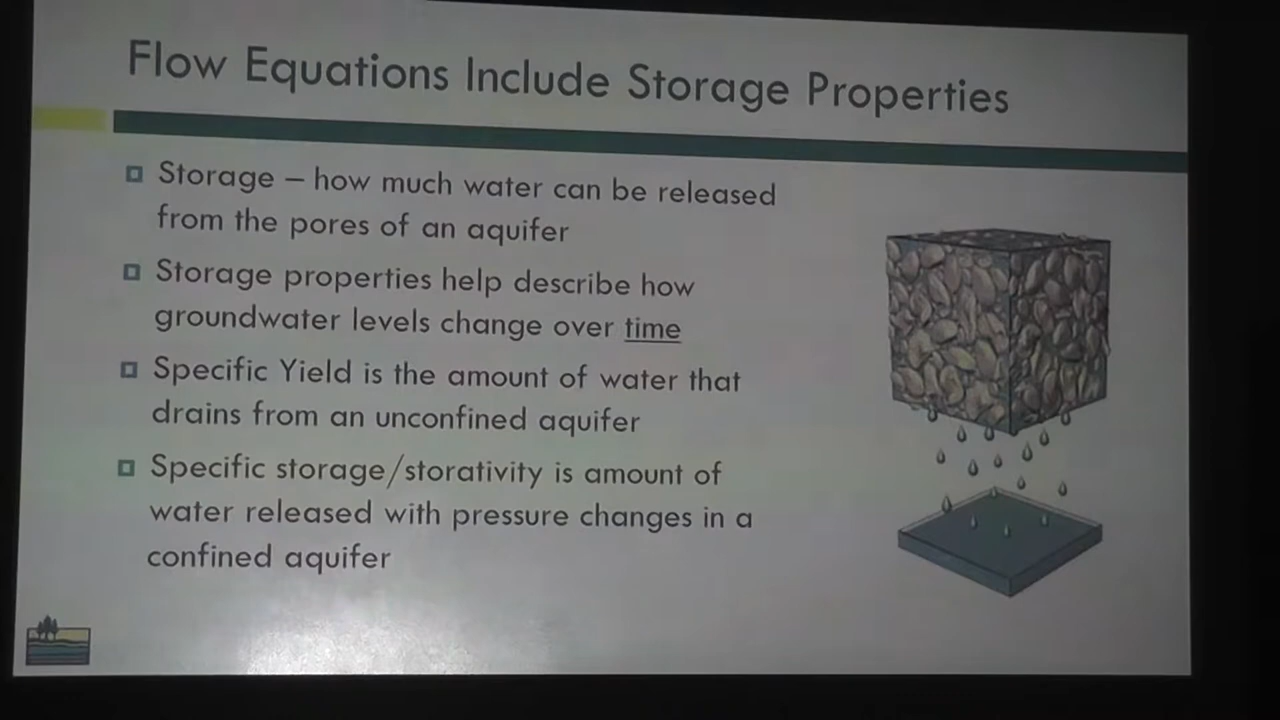 Flow Equations Include Storage Properties
Storage – how much water can be released
from the pores of an aquifer
Storage properties help describe how
groundwater levels change over time
Specific Yield is the amount of water that
drains from an unconfined aquifer
Specific storage/storativity is amount of
water released with pressure changes in a
confined aquifer